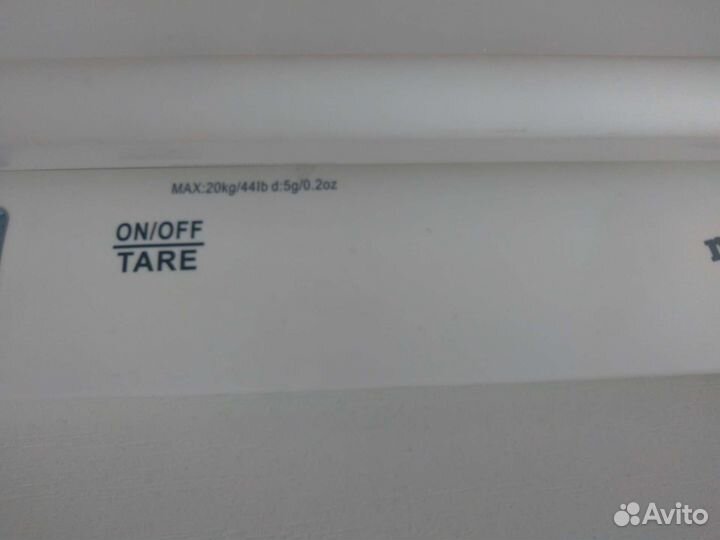 MAX:20kg/44lb d:5g/0.2oz
ON/OFF
TARE
Avito